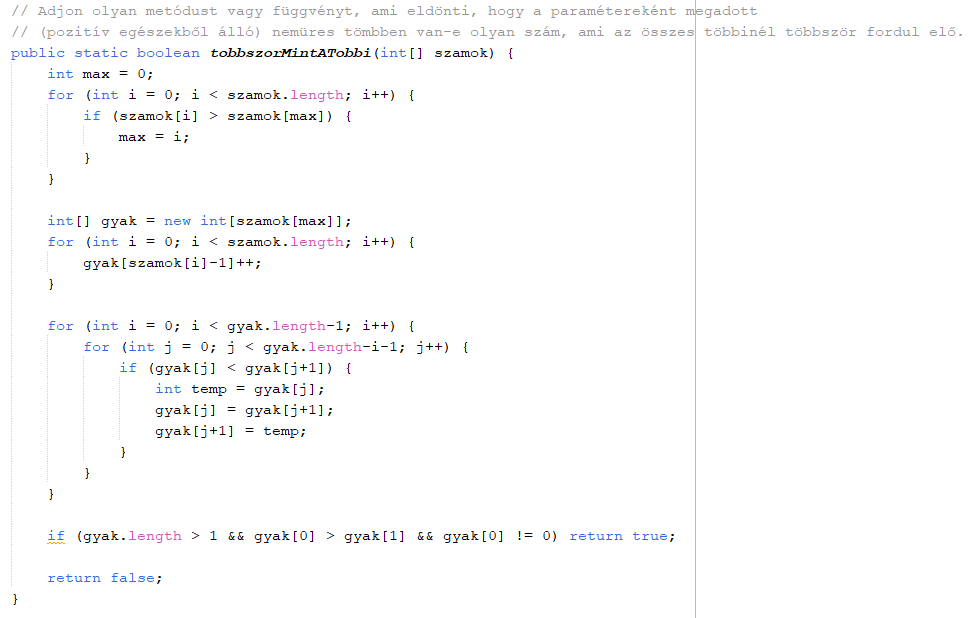 // Adjon olyan metódust vagy függvényt, ami eldönti, hogy a paramétereként megadott
// (pozitív egészekből álló) nemüres tömbben van-e olyan szám, ami az összes többinél többször fordul elő.
public static boolean tobbszorMintATobbi(int[] szamok) {
    int max = 0;
    for (int i = 0; i < szamok.length; i++) {
        if (szamok[i] > szamok[max]) {
            max = i;
        }
    }

    int[] gyak = new int[szamok[max]];
    for (int i = 0; i < szamok.length; i++) {
        gyak[szamok[i]-1]++;
    }

    for (int i = 0; i < gyak.length-1; i++) {
        for (int j = 0; j < gyak.length-i-1; j++) {
            if (gyak[j] < gyak[j+1]) {
                int temp = gyak[j];
                gyak[j] = gyak[j+1];
                gyak[j+1] = temp;
            }
        }
    }

    if (gyak.length > 1 && gyak[0] > gyak[1] && gyak[0] != 0) return true;

    return false;
}